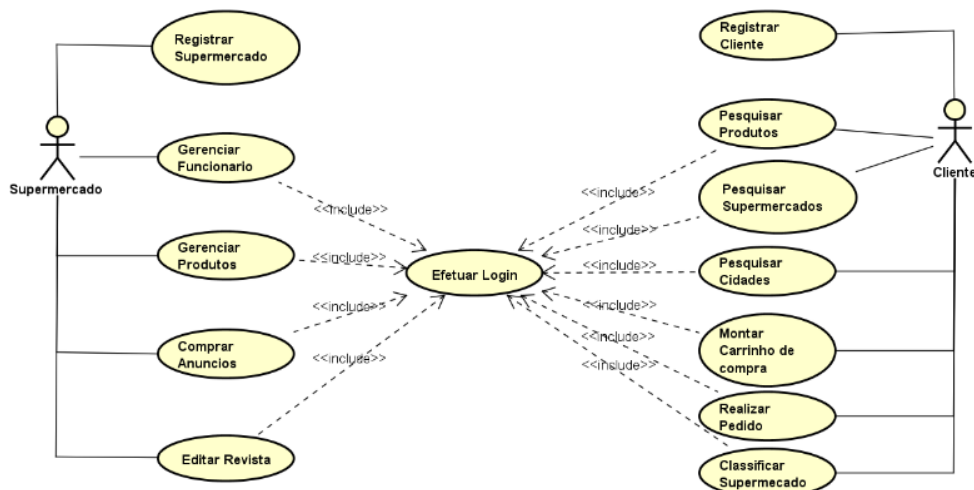 Registrar
Supermercado
Registrar
Cliente
Pesquisar
Produtos
Gerenciar
Funcionario
Supermercado
Cliente
<<include>>
<<include>>
Pesquisar
Supermercados
<<include>>
Gerenciar
Produtos
<<include>>
Efetuar Login
<<include>>
Pesquisar
Cidades
<<include>>
<<include>>
Comprar
Anuncios
<<include>>
<<include>>
<<include>>
Montar
Carrinho de
compra
Realizar
Pedido
Editar Revista
Classificar
Supermecado